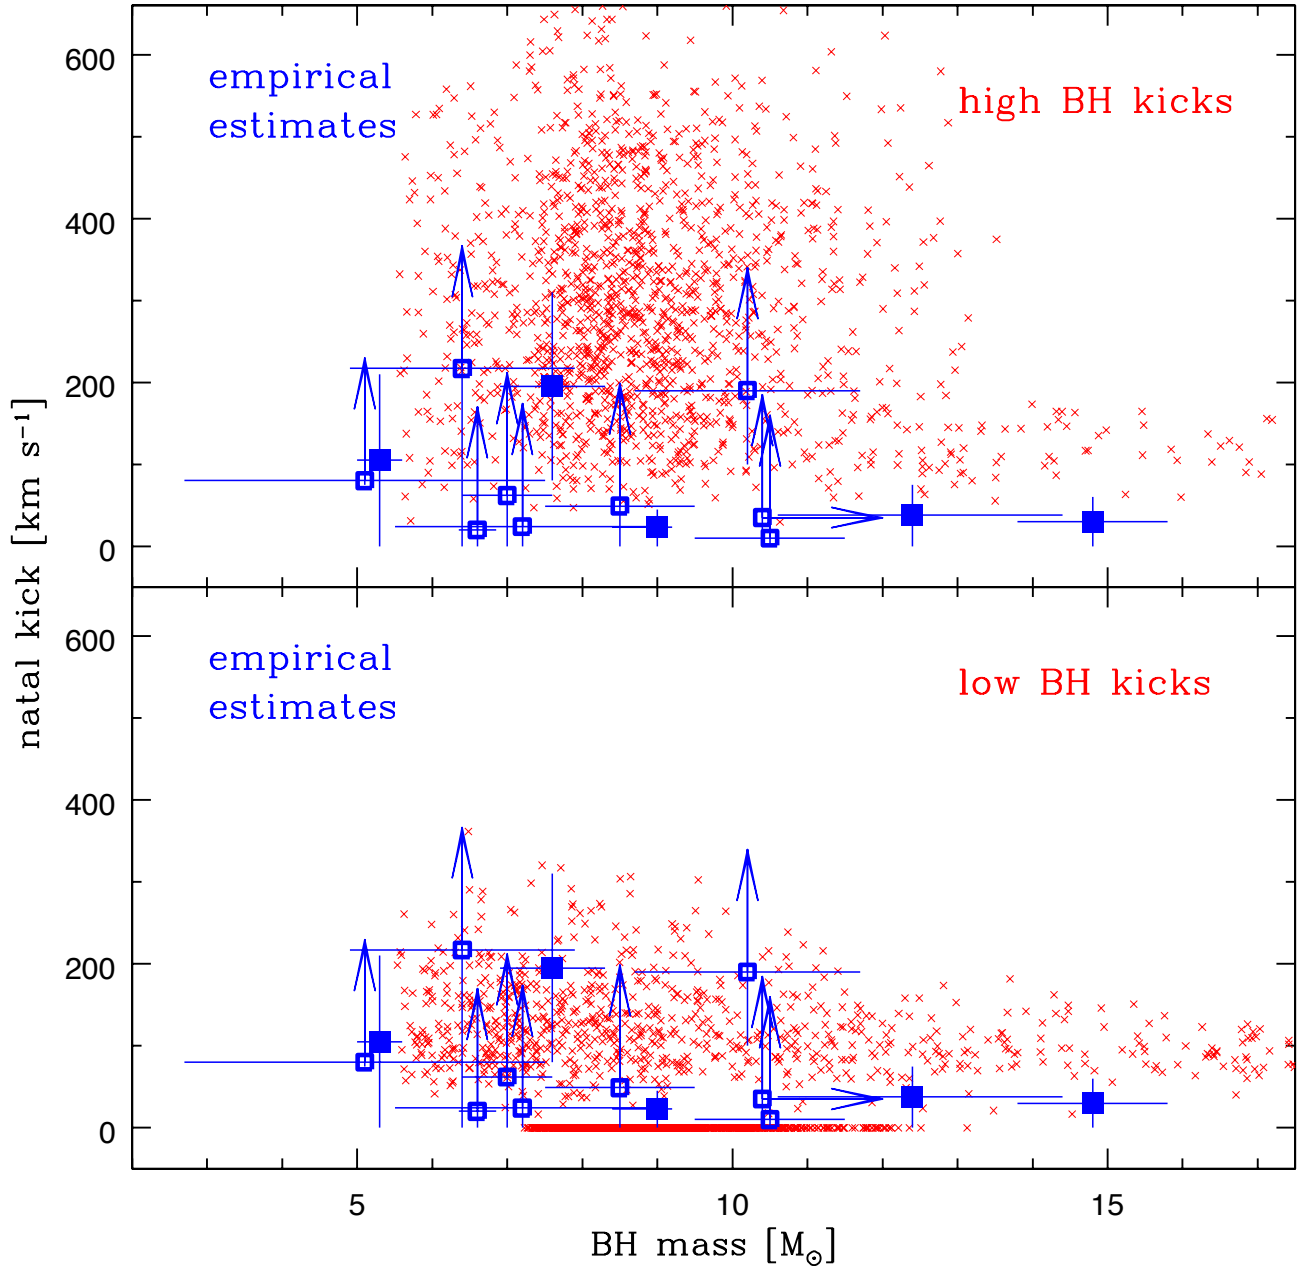 600
empirical
estimates
high BH kicks
400
200
0
natal kick [km s⁻¹]
600
empirical
estimates
low BH kicks
400
200
0
5 10 15
BH mass [M☉]